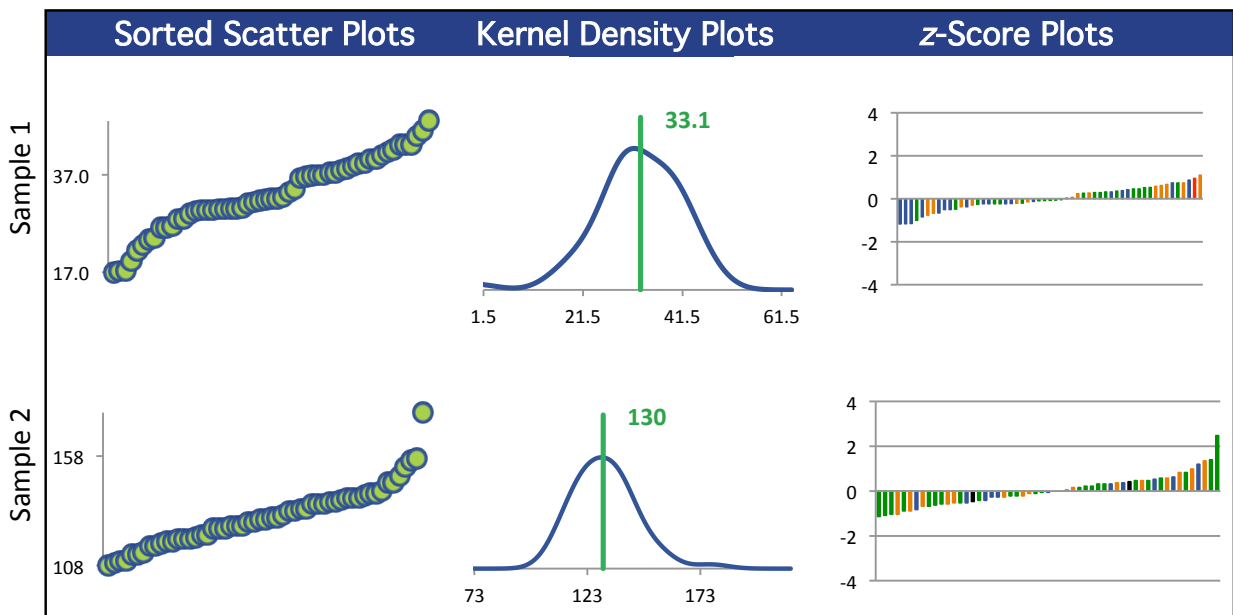 Sorted Scatter Plots
Kernel Density Plots
z-Score Plots
Sample 1
37.0
17.0
33.1
1.5 21.5 41.5 61.5
4
2
0
-2
-4
Sample 2
158
108
130
73 123 173
4
2
0
-2
-4